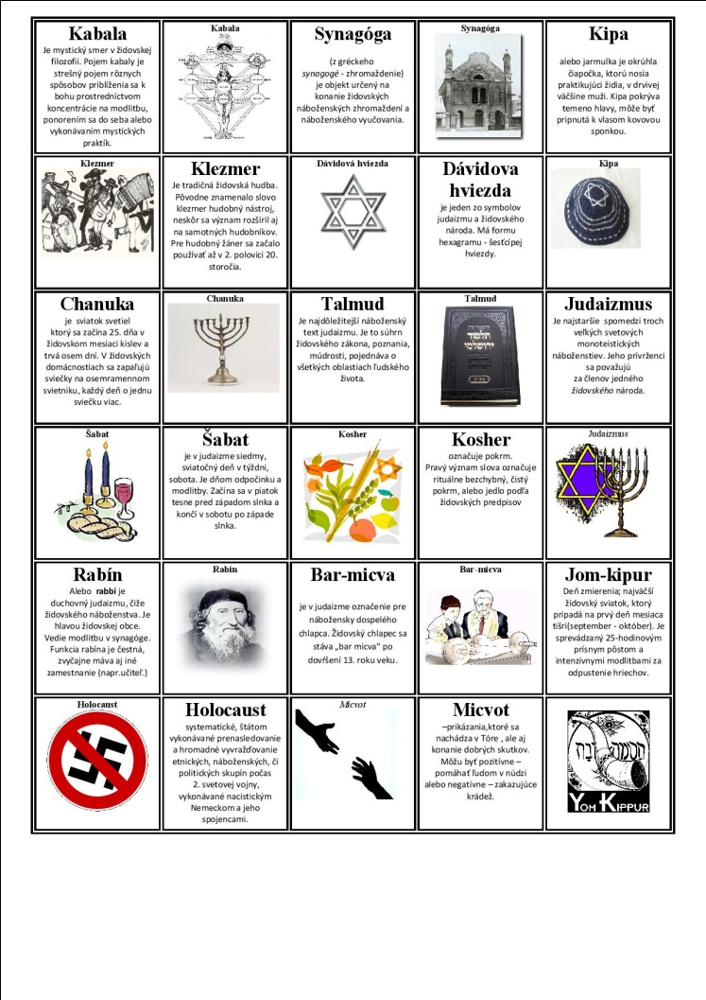 Kabala
Je mystický smer v židovskej
filozofii. Pojem kabaly je
strešný pojem rôznych
spôsobov priblíženia sa k
bohu prostredníctvom
koncentrácie na modlitbu,
ponorením sa do seba alebo
vykonávaním mystických
praktík.
Kabala
Synagóga
(z gréckeho
synagogé - zhromaždenie)
je objekt určený na
konanie židovských
náboženských zhromaždení a
náboženského vyučovania.
Synagóga
Kipa
alebo jarmulka je okrúhla
čiapočka, ktorú nosia
praktikujúci židia, v drvivej
väčšine muži. Kipa pokrýva
temeno hlavy, môže byť
pripnutá k vlasom kovovou
sponkou.
Klezmer
Klezmer
Je tradičná židovská hudba.
Pôvodne znamenalo slovo
klezmer hudobný nástroj,
neskôr sa význam rozšíril aj
na samotných hudobníkov.
Pre hudobný žáner sa začalo
používať až v 2. polovici 20.
storočia.
Dávidová hviezda
Dávidova
hviezda
je jeden zo symbolov
judaizmu a židovského
národa. Má formu
hexagramu - šesťcípej
hviezdy.
Kipa
Chanuka
je sviatok svetiel
ktorý sa začína 25. dňa v
židovskom mesiaci kislev a
trvá osem dní. V židovských
domácnostiach sa zapaľujú
sviečky na osemramennom
svietniku, každý deň o jednu
sviečku viac.
Chanuka
Talmud
Je najdôležitejší náboženský
text judaizmu. Je to súhrn
židovského zákona, poznania,
múdrosti, pojednáva o
všetkých oblastiach ľudského
života.
Talmud
תלמוד
ירושלמי
Judaizmus
Je najstaršie spomedzi troch
veľkých svetových
monoteistických
náboženstiev. Jeho prívrženci
sa považujú
za členov jedného
židovského národa.
Šabat
Šabat
je v judaizme siedmy,
sviatočný deň v týždni,
sobota. Je dňom odpočinku a
modlitby. Začína sa v piatok
tesne pred západom slnka a
končí v sobotu po západe
slnka.
Kosher
Kosher
označuje pokrm.
Pravý význam slova označuje
rituálne bezchybný, čistý
pokrm, alebo jedlo podľa
židovských predpisov
Judaizmus
Rabín
Alebo rabbi je
duchovný judaizmu, čiže
židovského náboženstva. Je
hlavou židovskej obce.
Vedie modlitbu v synagóge.
Funkcia rabína je čestná,
zvyčajne máva aj iné
zamestnanie (napr.učiteľ.)
Rabín
Bar-micva
je v judaizme označenie pre
nábožensky dospelého
chlapca. Židovský chlapec sa
stáva „bar micva“ po
dovŕšení 13. roku veku.
Bar-micva
Jom-kipur
Deň zmierenia; najväčší
židovský sviatok, ktorý
pripadá na prvý deň mesiaca
tišri(september - október). Je
sprevádzaný 25-hodinovým
prísnym pôstom a
intenzívnymi modlitbami za
odpustenie hriechov.
Holocaust
Holocaust
systematické, štátom
vykonávané prenasledovanie
a hromadné vyvražďovanie
etnických, náboženských, či
politických skupín počas
2. svetovej vojny,
vykonávané nacistickým
Nemeckom a jeho
spojencami.
Micvot
Micvot
–prikázania,ktoré sa
nachádza v Tóre , ale aj
konanie dobrých skutkov.
Môžu byť pozitívne –
pomáhať ľudom v núdzi
alebo negatívne – zakazujúce
krádež.
YOM KIPPUR